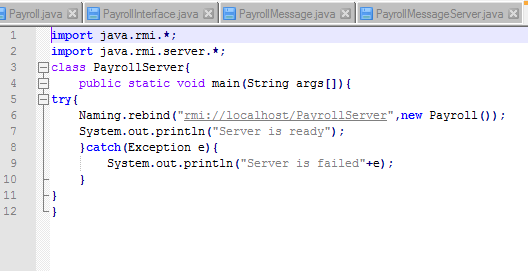 Payroll.java PayrollInterface.java PayrollMessage.java PayrollMessageServer.java
1 import java.rmi.*;
2 import java.rmi.server.*;
3 class PayrollServer{
4 public static void main(String args[]){
5 try{
6 Naming.rebind("rmi://localhost/PayrollServer",new Payroll());
7 System.out.println("Server is ready");
8 }catch(Exception e){
9 System.out.println("Server is failed"+e);
10 }
11 }
12 }